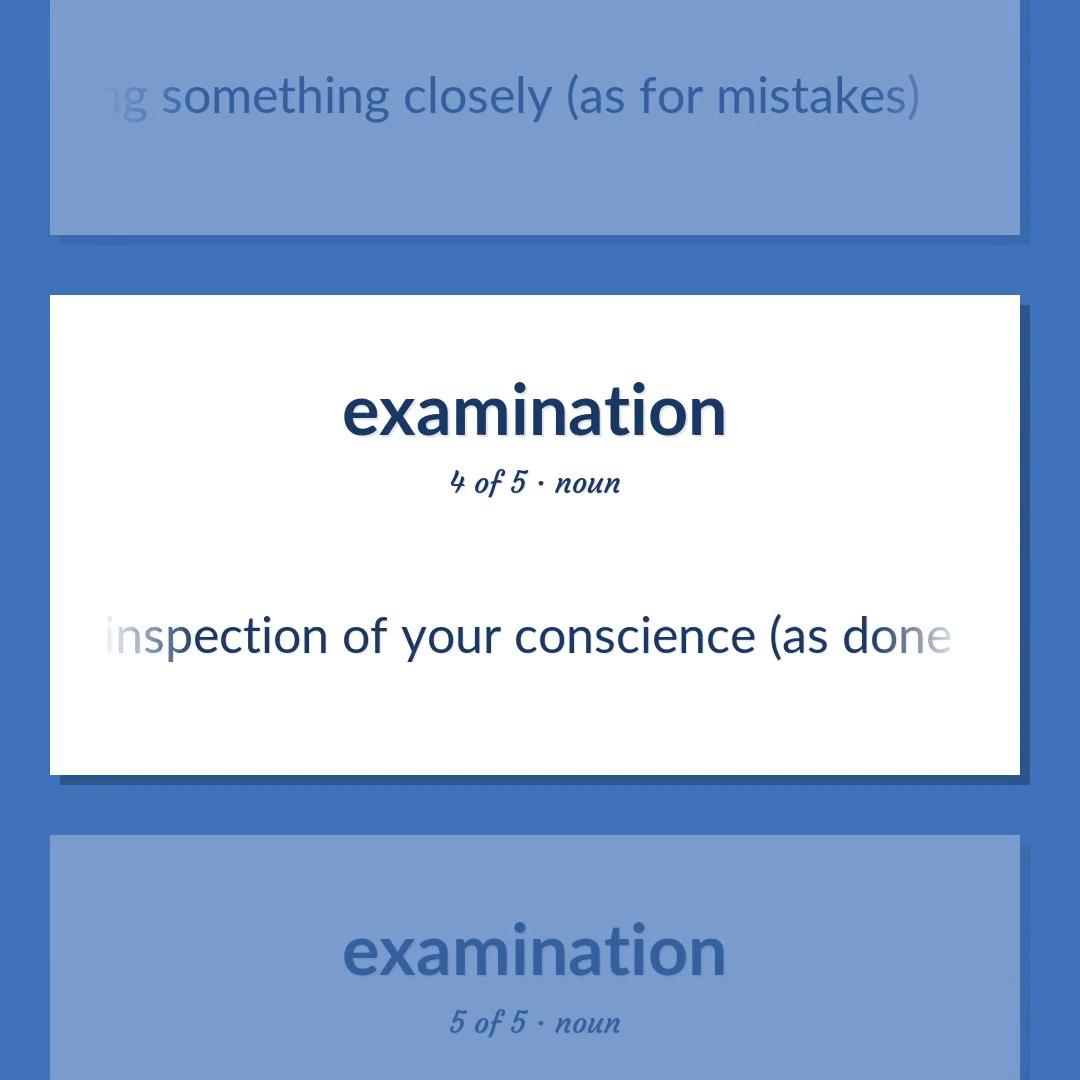 something closely (as for mistakes)
examination
4 of 5 · noun
inspection of your conscience (as done
examination
5 of 5 · noun